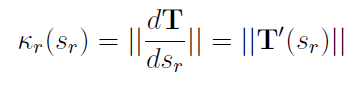 κ_r(s_r) = ||d𝐓/ds_r|| = ||𝐓′(s_r)||